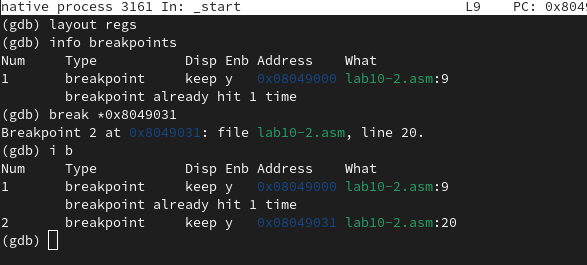 native process 3161 In: _start L9 PC: 0x8049
(gdb) layout regs
(gdb) info breakpoints
Num Type Disp Enb Address What
1 breakpoint keep y 0x08049000 lab10-2.asm:9
breakpoint already hit 1 time
(gdb) break *0x8049031
Breakpoint 2 at 0x8049031: file lab10-2.asm, line 20.
(gdb) i b
Num Type Disp Enb Address What
1 breakpoint keep y 0x08049000 lab10-2.asm:9
breakpoint already hit 1 time
2 breakpoint keep y 0x08049031 lab10-2.asm:20
(gdb)